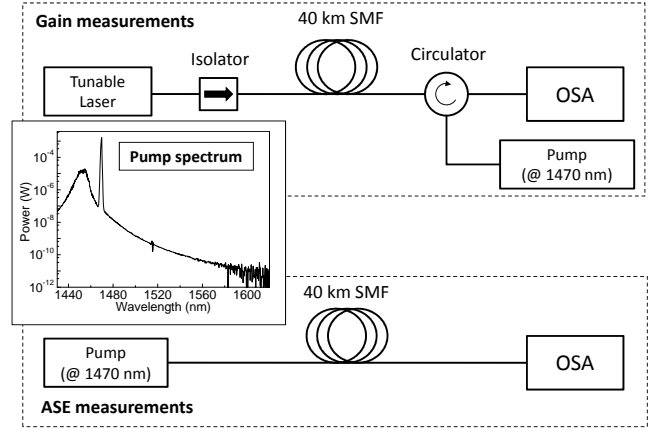 Gain measurements
40 km SMF
Isolator
Circulator
Tunable
Laser
OSA
Pump
(@ 1470 nm)
Pump spectrum
Power (W)
10-4
10-6
10-8
10-10
10-12
1440 1480 1520 1560 1600
Wavelength (nm)
40 km SMF
Pump
(@ 1470 nm)
OSA
ASE measurements